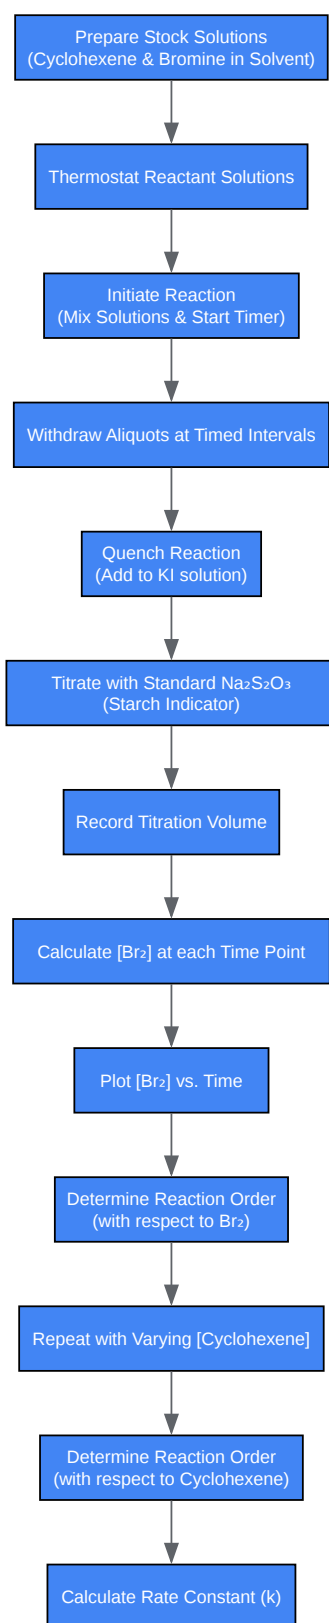 Prepare Stock Solutions
(Cyclohexene & Bromine in Solvent)
Thermostat Reactant Solutions
Initiate Reaction
(Mix Solutions & Start Timer)
Withdraw Aliquots at Timed Intervals
Quench Reaction
(Add to KI solution)
Titrate with Standard Na₂S₂O₃
(Starch Indicator)
Record Titration Volume
Calculate [Br₂] at each Time Point
Plot [Br₂] vs. Time
Determine Reaction Order
(with respect to Br₂)
Repeat with Varying [Cyclohexene]
Determine Reaction Order
(with respect to Cyclohexene)
Calculate Rate Constant (k)